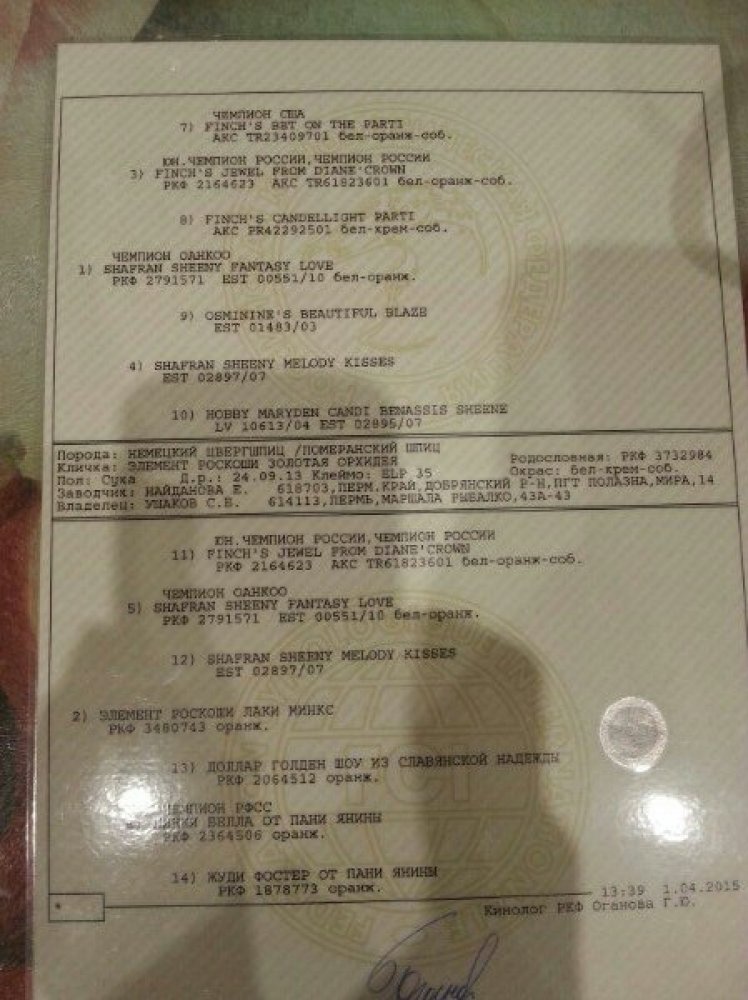 ЧЕМПИОН США
7) FINCH'S BET ON THE PARTI
АКС TR23409701 бел-оранж-соб.
ЮН.ЧЕМПИОН РОССИИ,ЧЕМПИОН РОССИИ
3) FINCH'S JEWEL FROM DIANE'CROWN
РКФ 2164623 АКС TR61823601 бел-оранж-соб.
8) FINCH'S CANDELLIGHT PARTI
АКС PR42292501 бел-крем-соб.
ЧЕМПИОН ОАНКОО
1) SHAFRAN SHEENY FANTASY LOVE
РКФ 2791571 EST 00551/10 бел-оранж.
9) OSMININE'S BEAUTIFUL BLAZE
EST 01483/03
4) SHAFRAN SHEENY MELODY KISSES
EST 02897/07
10) HOBBY MARYDEN CANDI BENASSIS SHEENE
LV 10613/04 EST 02895/07
Порода: НЕМЕЦКИЙ ЦВЕРГШПИЦ /ПОМЕРАНСКИЙ ШПИЦ
Родословная: РКФ 3732984
Кличка: ЭЛЕМЕНТ РОСКОШИ ЗОЛОТАЯ ОРХИДЕЯ
Окрас: бел-крем-соб.
Пол: Сука Д.р.: 24.09.13 Клеймо: ELP 35
Заводчик: НАЙДАНОВА Е. 618703,ПЕРМ.КРАЙ,ДОБРЯНСКИЙ Р-Н,ПГТ ПОЛАЗНА,МИРА,14
Владелец: УШАКОВ С.В. 614113,ПЕРМЬ,МАРШАЛА РЫБАЛКО,43А-43
ЮН.ЧЕМПИОН РОССИИ,ЧЕМПИОН РОССИИ
11) FINCH'S JEWEL FROM DIANE'CROWN
РКФ 2164623 АКС TR61823601 бел-оранж-соб.
ЧЕМПИОН ОАНКОО
5) SHAFRAN SHEENY FANTASY LOVE
РКФ 2791571 EST 00551/10 бел-оранж.
12) SHAFRAN SHEENY MELODY KISSES
EST 02897/07
2) ЭЛЕМЕНТ РОСКОШИ ЛАКИ МИНКС
РКФ 3480743 оранж.
13) ДОЛЛАР ГОЛДЕН ШОУ ИЗ СЛАВЯНСКОЙ НАДЕЖДЫ
РКФ 2064512 оранж.
ЧЕМПИОН РФСС
БЕЛЛА ОТ ПАНИ ЯНИНЫ
РКФ 2364506 оранж.
14) ЖУДИ ФОСТЕР ОТ ПАНИ ЯНИНЫ
РКФ 1878773 оранж.
13:39 1.04.2015
*
Кинолог РКФ Оганова Г.Ю.